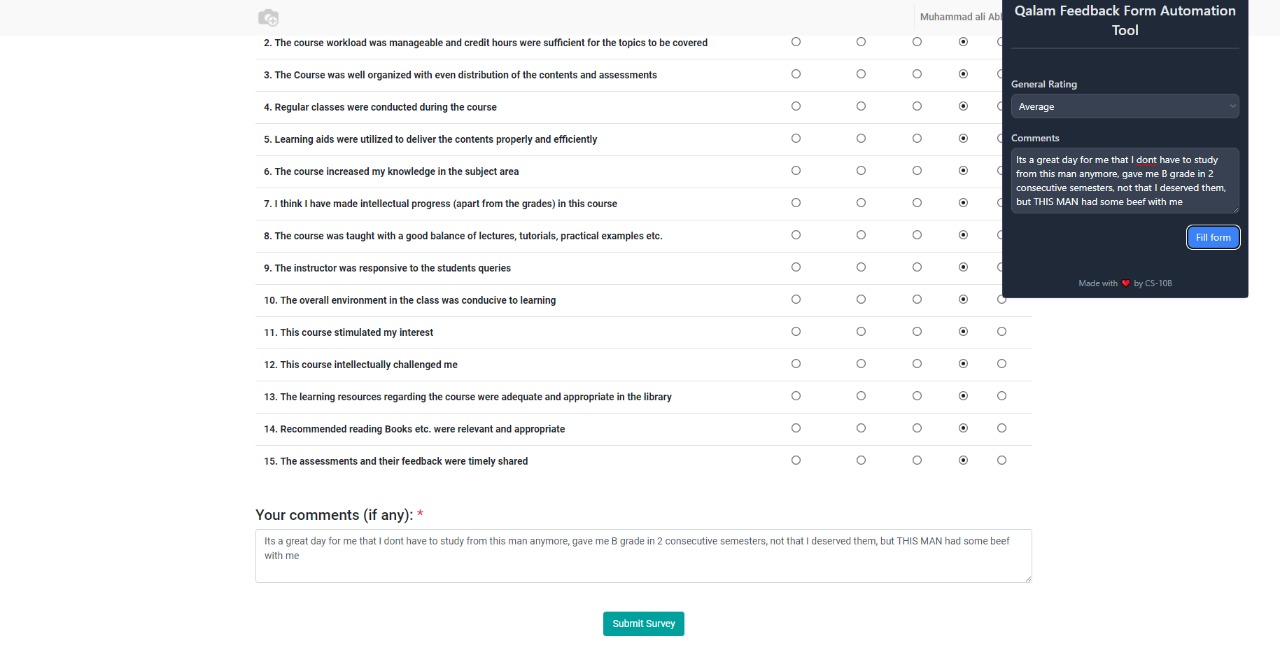 Muhammad ali
Qalam Feedback Form Automation
Tool
General Rating
Average
Comments
Its a great day for me that I dont have to study
from this man anymore, gave me B grade in 2
consecutive semesters, not that I deserved them,
but THIS MAN had some beef with me
Fill form
Made with ❤️ by CS-10B
2. The course workload was manageable and credit hours were sufficient for the topics to be covered
3. The Course was well organized with even distribution of the contents and assessments
4. Regular classes were conducted during the course
5. Learning aids were utilized to deliver the contents properly and efficiently
6. The course increased my knowledge in the subject area
7. I think I have made intellectual progress (apart from the grades) in this course
8. The course was taught with a good balance of lectures, tutorials, practical examples etc.
9. The instructor was responsive to the students queries
10. The overall environment in the class was conducive to learning
11. This course stimulated my interest
12. This course intellectually challenged me
13. The learning resources regarding the course were adequate and appropriate in the library
14. Recommended reading Books etc. were relevant and appropriate
15. The assessments and their feedback were timely shared
Your comments (if any): *
Its a great day for me that I dont have to study from this man anymore, gave me B grade in 2 consecutive semesters, not that I deserved them, but THIS MAN had some beef
with me
Submit Survey